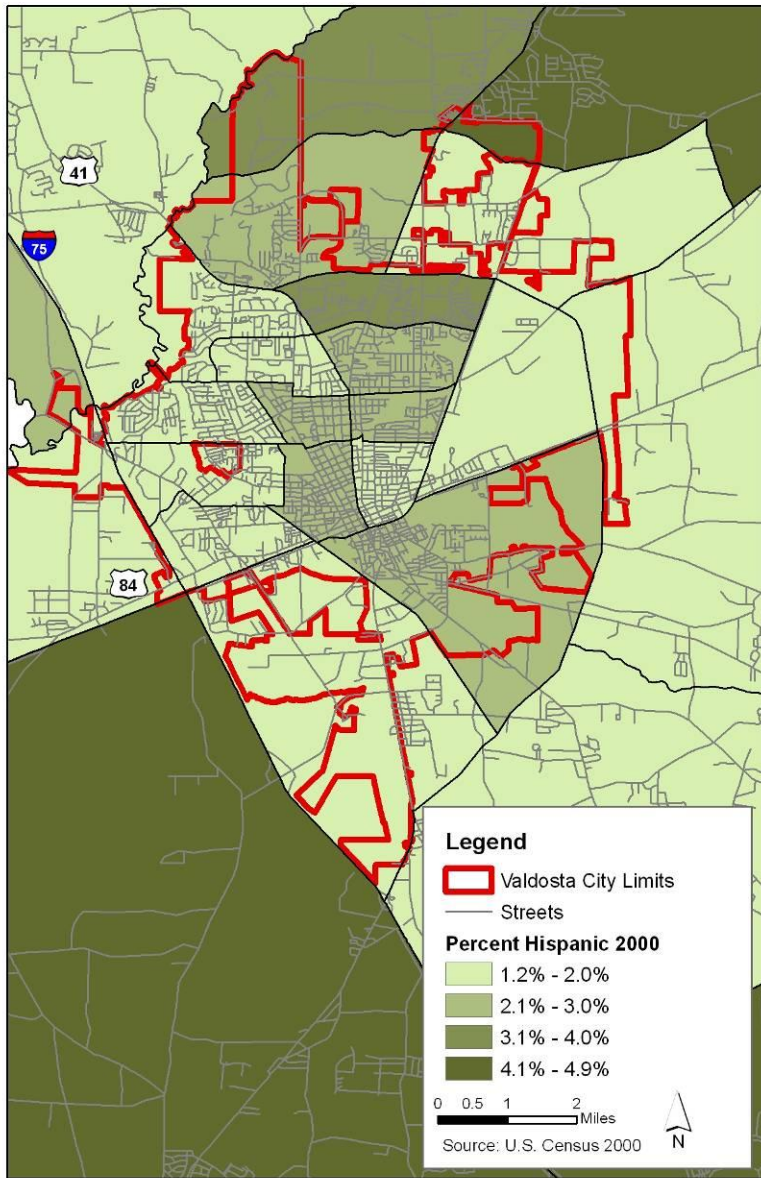 41
75
84
Legend
Valdosta City Limits
Streets
Percent Hispanic 2000
1.2% - 2.0%
2.1% - 3.0%
3.1% - 4.0%
4.1% - 4.9%
0 0.5 1 2
Miles
Source: U.S. Census 2000
N